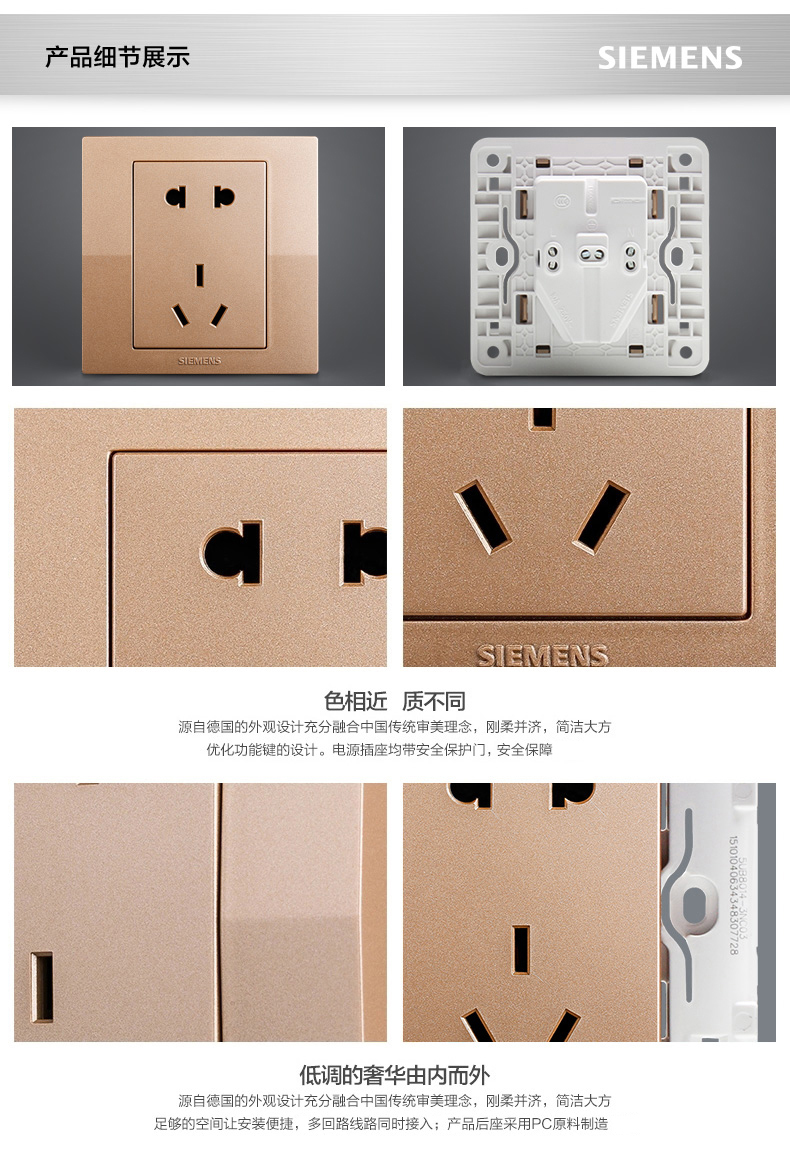 产品细节展示
SIEMENS
SIEMENS
SIEMENS
色相近 质不同
源自德国的外观设计充分融合中国传统审美理念，刚柔并济，简洁大方
优化功能键的设计。电源插座均带安全保护门，安全保障
5UB8014-3NC03
15101040634348307728
低调的奢华由内而外
源自德国的外观设计充分融合中国传统审美理念，刚柔并济，简洁大方
足够的空间让安装便捷，多回路线路同时接入；产品后座采用PC原料制造